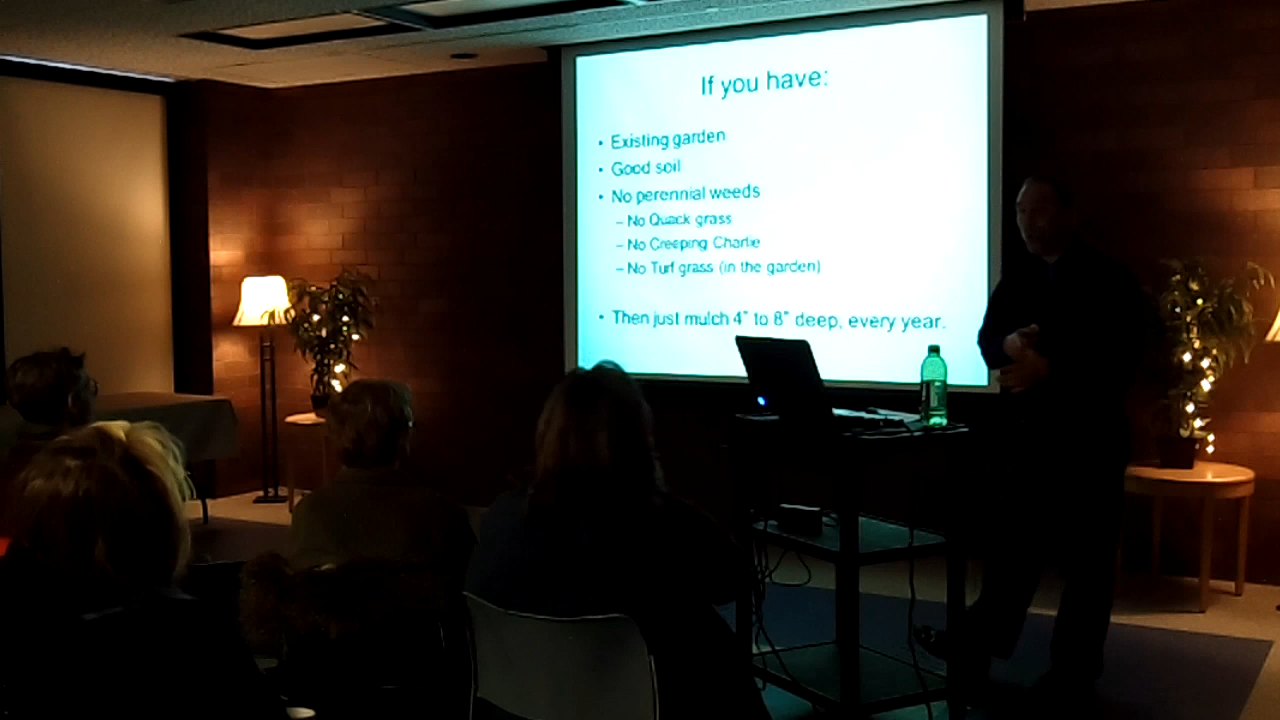 If you have:
• Existing garden
• Good soil
• No perennial weeds
– No Quack grass
– No Creeping Charlie
– No Turf grass (in the garden)
• Then just mulch 4" to 8" deep, every year.